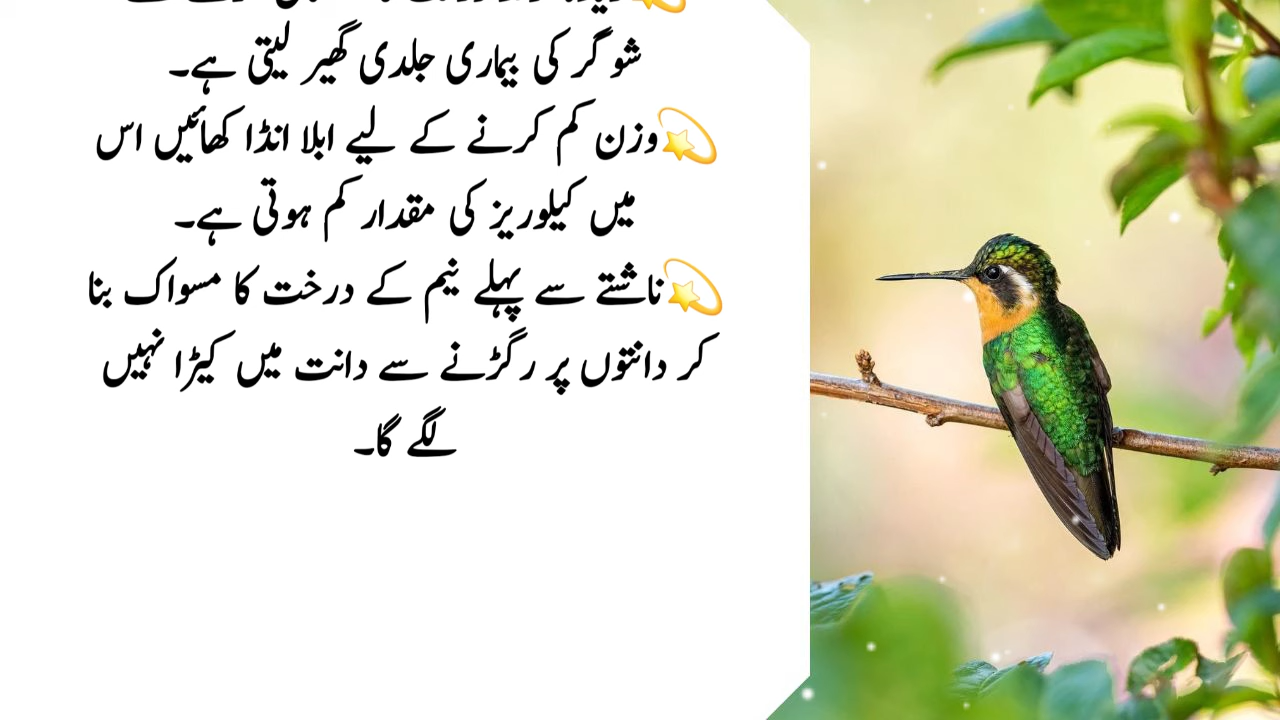 شوگر کی بیماری جلدی گھیر لیتی ہے۔
💫وزن کم کرنے کے لیے ابلا انڈا کھائیں اس
میں کیلوریز کی مقدار کم ہوتی ہے۔
💫ناشتے سے پہلے نیم کے درخت کا مسواک بنا
کر دانتوں پر رگڑنے سے دانت میں کیڑا نہیں
لگے گا۔